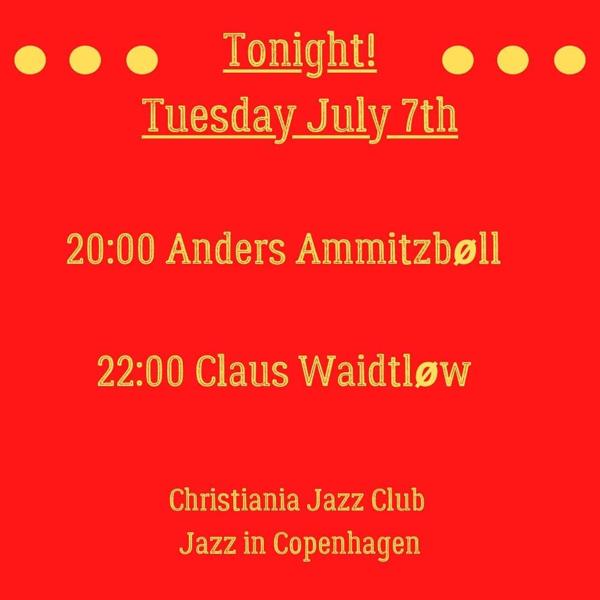 Tonight!
Tuesday July 7th
20:00 Anders Ammitzbøll
22:00 Claus Waidtløw
Christiania Jazz Club
Jazz in Copenhagen